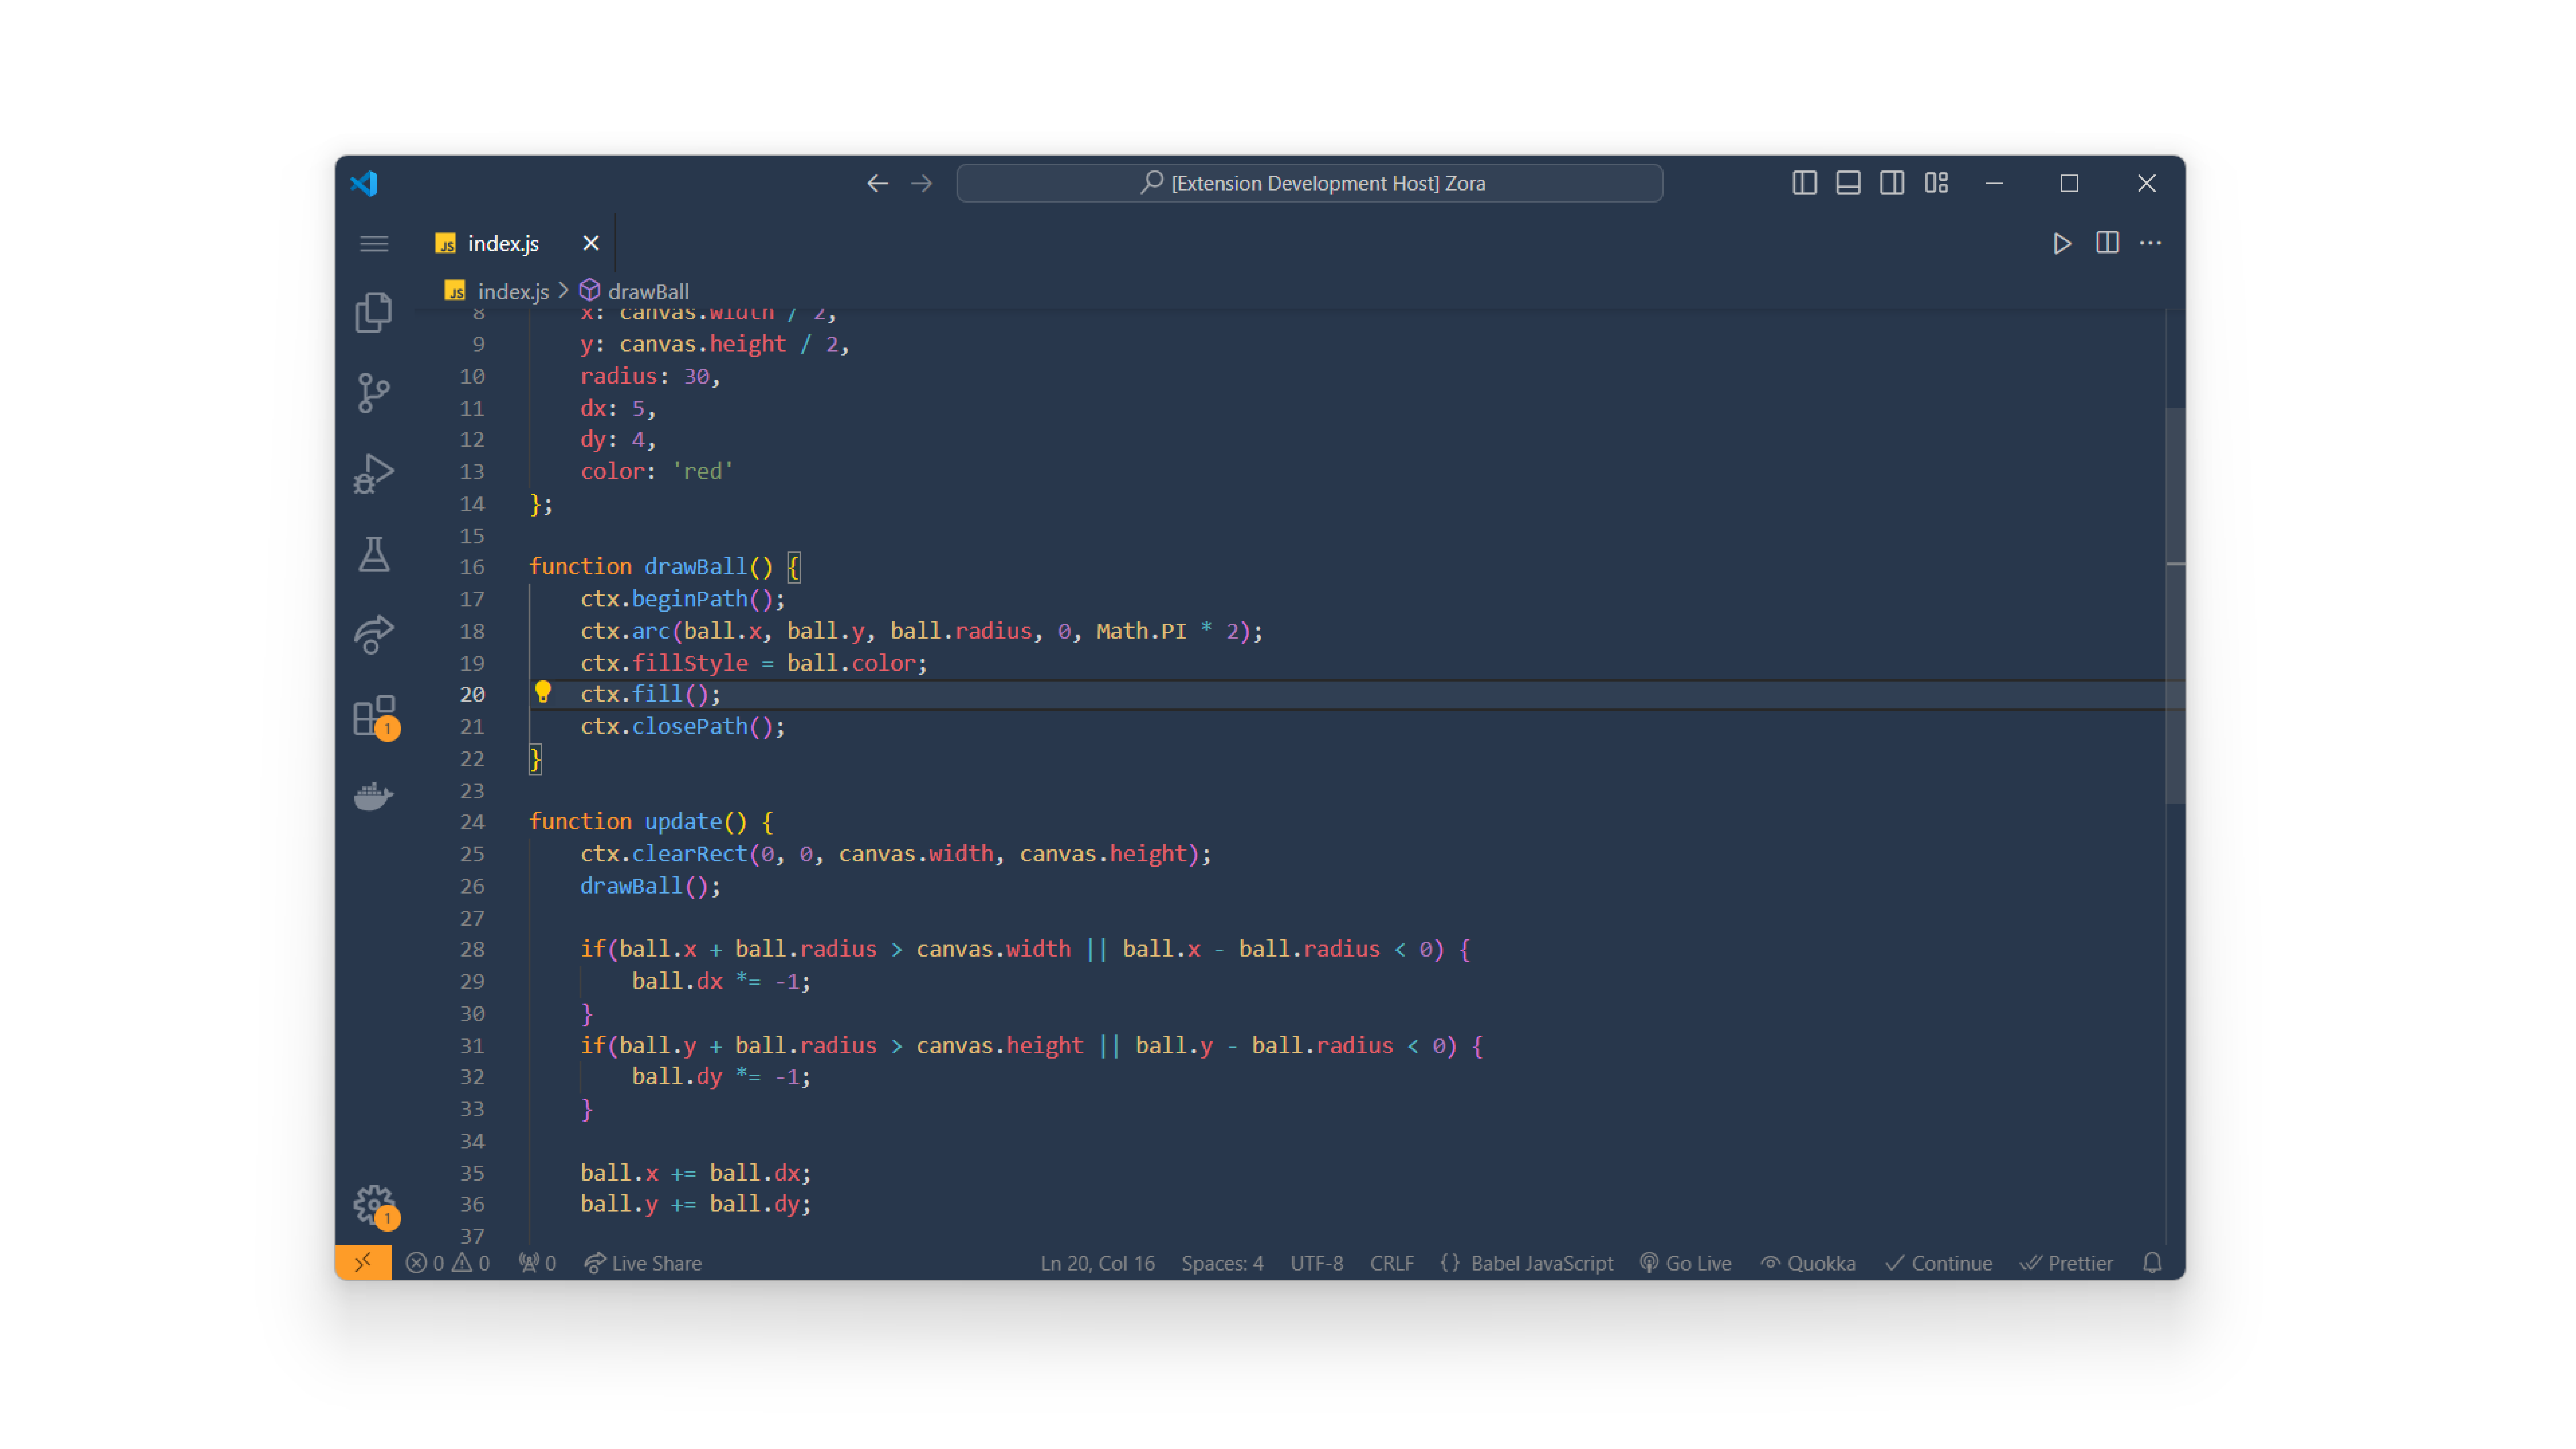 [Extension Development Host] Zora
JS index.js
JS index.js > drawBall
8 x: canvas.width / 2,
9 y: canvas.height / 2,
10 radius: 30,
11 dx: 5,
12 dy: 4,
13 color: 'red'
14 };
15
16 function drawBall() {
17 ctx.beginPath();
18 ctx.arc(ball.x, ball.y, ball.radius, 0, Math.PI * 2);
19 ctx.fillStyle = ball.color;
20 ctx.fill();
21 ctx.closePath();
22 }
23
24 function update() {
25 ctx.clearRect(0, 0, canvas.width, canvas.height);
26 drawBall();
27
28 if(ball.x + ball.radius > canvas.width || ball.x - ball.radius < 0) {
29 ball.dx *= -1;
30 }
31 if(ball.y + ball.radius > canvas.height || ball.y - ball.radius < 0) {
32 ball.dy *= -1;
33 }
34
35 ball.x += ball.dx;
36 ball.y += ball.dy;
37
1
1
0 0 0 Live Share Ln 20, Col 16 Spaces: 4 UTF-8 CRLF {} Babel JavaScript Go Live Quokka Continue Prettier